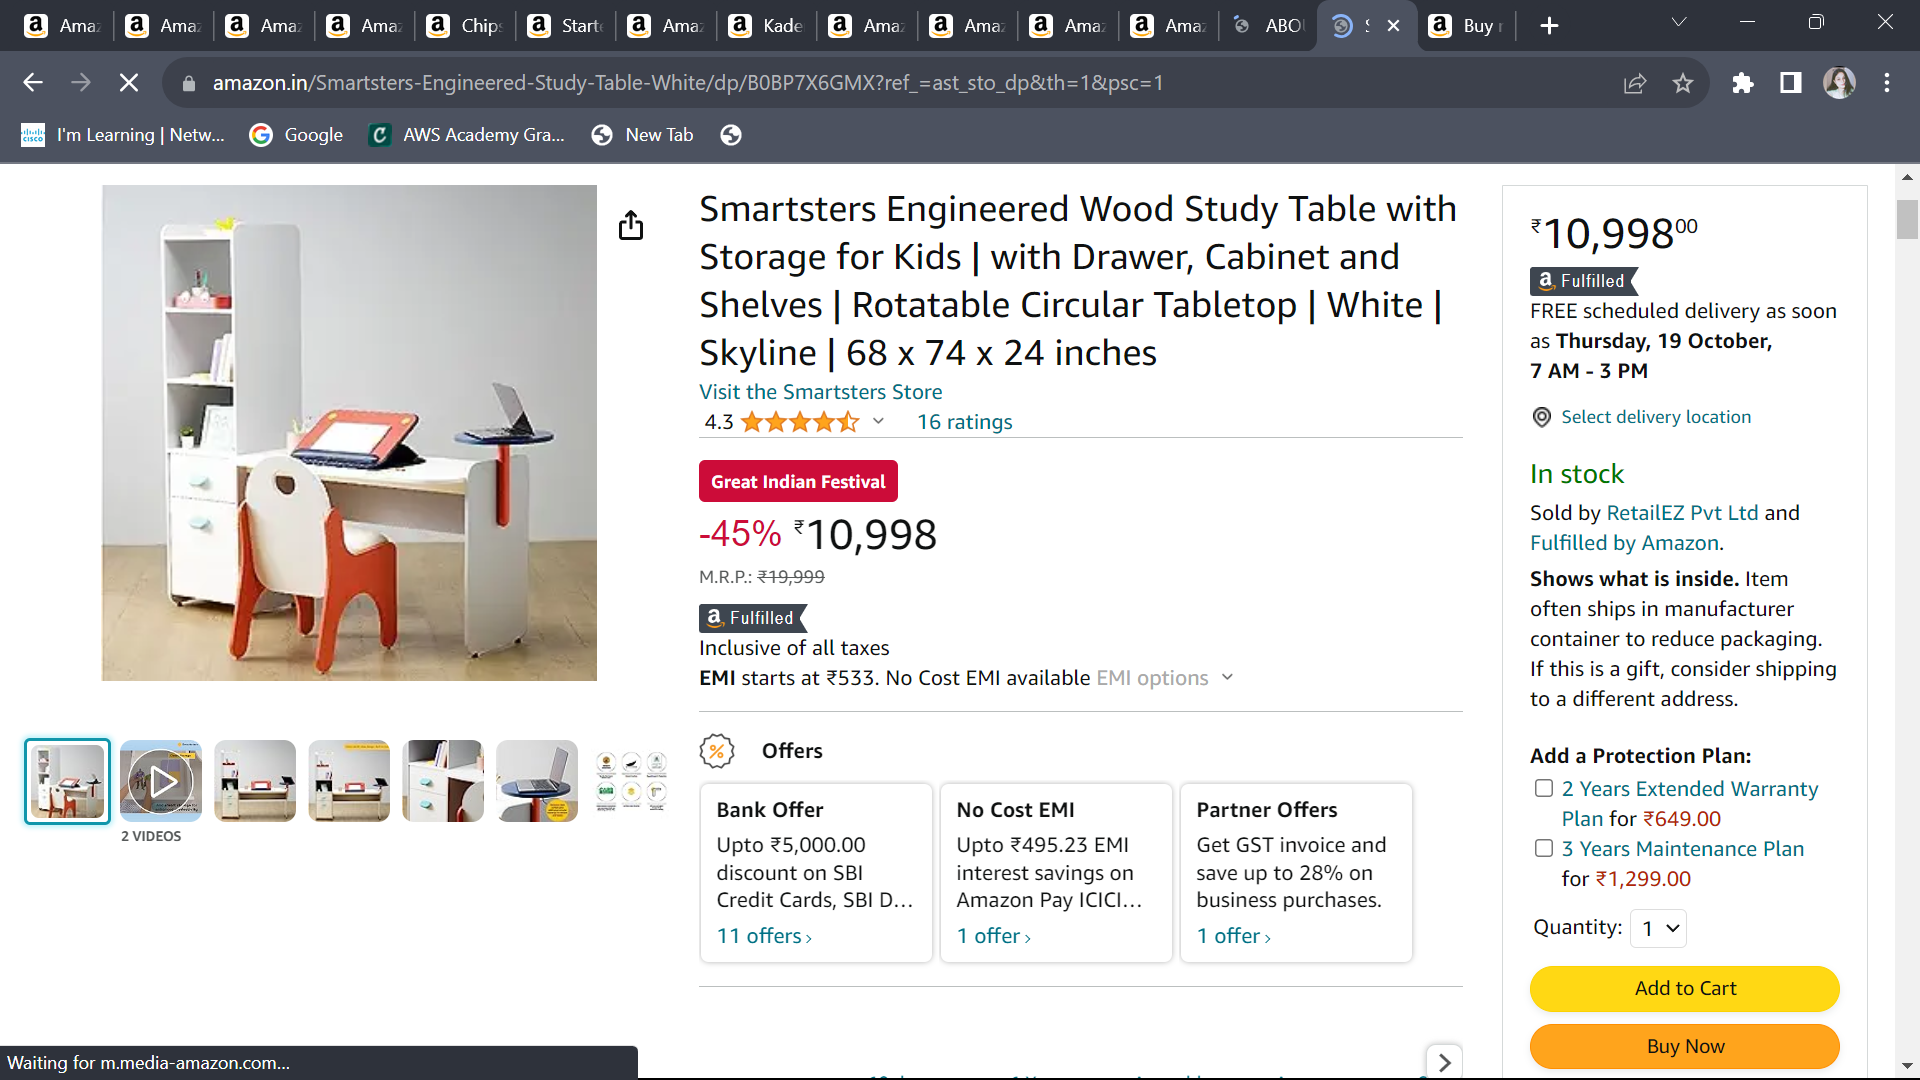 Ama
Ama
Ama
Ama
Chips
Starte
Ama
Kade
Ama
Ama
Ama
Ama
ABOU
Buy
amazon.in/Smartsters-Engineered-Study-Table-White/dp/B0BP7X6GMX?ref_=ast_sto_dp&th=1&psc=1
I'm Learning | Netw...
Google
AWS Academy Gra...
New Tab
Smartsters Engineered Wood Study Table with
Storage for Kids | with Drawer, Cabinet and
Shelves | Rotatable Circular Tabletop | White |
Skyline | 68 x 74 x 24 inches
Visit the Smartsters Store
4.3
16 ratings
Great Indian Festival
-45% ₹10,998
M.R.P.: ₹19,999
a Fulfilled
Inclusive of all taxes
EMI starts at ₹533. No Cost EMI available EMI options
Offers
Bank Offer
Upto ₹5,000.00
discount on SBI
Credit Cards, SBI D...
11 offers ›
No Cost EMI
Upto ₹495.23 EMI
interest savings on
Amazon Pay ICICI...
1 offer ›
Partner Offers
Get GST invoice and
save up to 28% on
business purchases.
1 offer ›
2 VIDEOS
₹10,998.00
a Fulfilled
FREE scheduled delivery as soon
as Thursday, 19 October,
7 AM - 3 PM
Select delivery location
In stock
Sold by RetailEZ Pvt Ltd and
Fulfilled by Amazon.
Shows what is inside. Item
often ships in manufacturer
container to reduce packaging.
If this is a gift, consider shipping
to a different address.
Add a Protection Plan:
2 Years Extended Warranty
Plan for ₹649.00
3 Years Maintenance Plan
for ₹1,299.00
Quantity: 1
Add to Cart
Buy Now
Waiting for m.media-amazon.com...